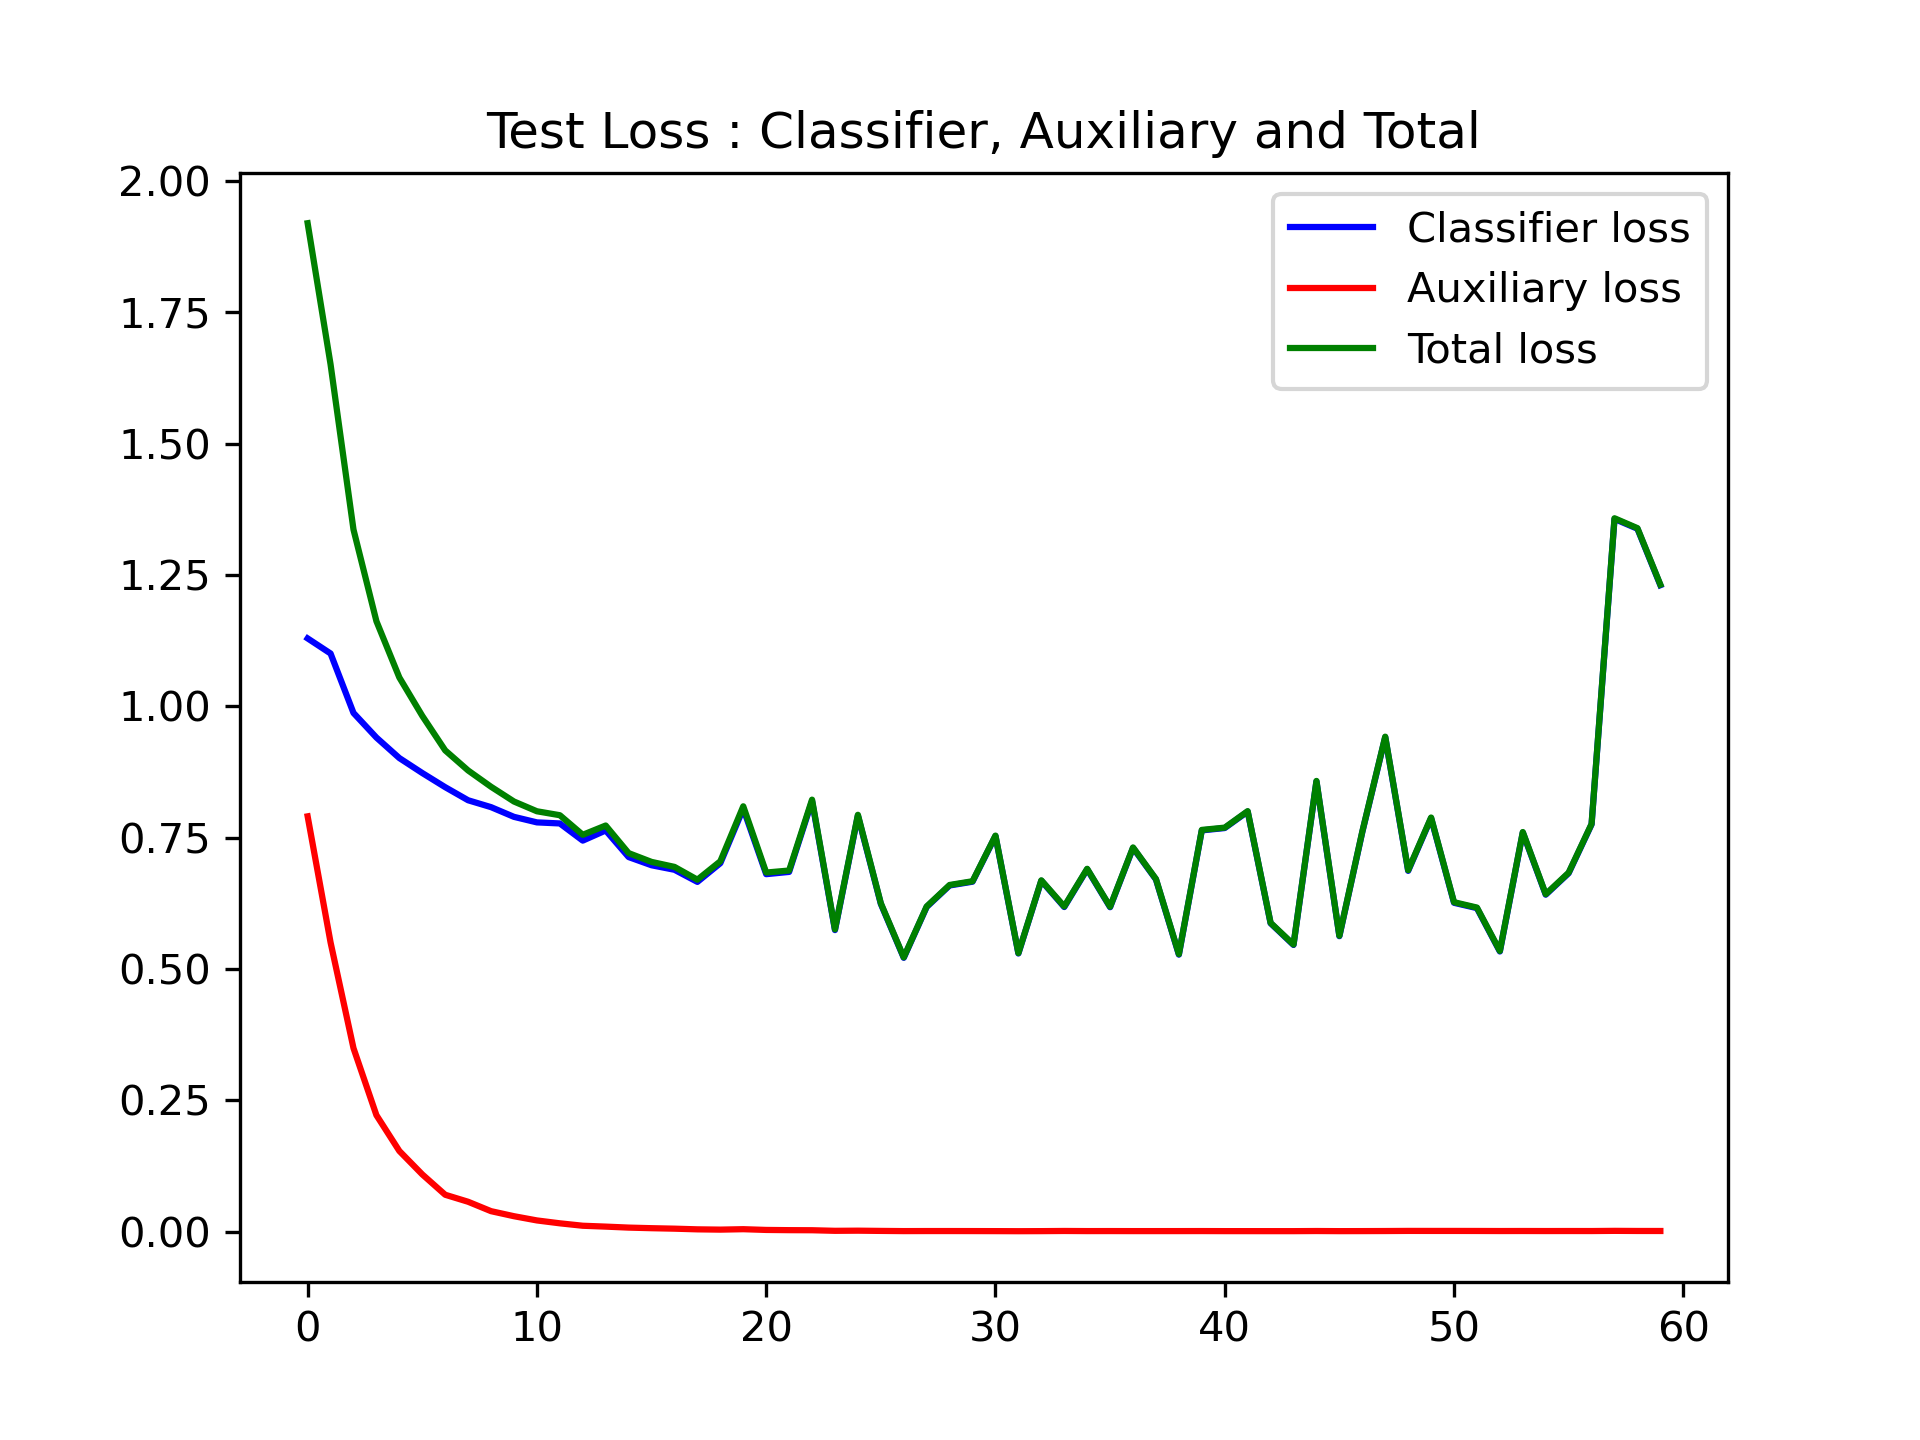 Test Loss : Classifier, Auxiliary and Total
2.00
1.75
1.50
1.25
1.00
0.75
0.50
0.25
0.00
Classifier loss
Auxiliary loss
Total loss
0 10 20 30 40 50 60